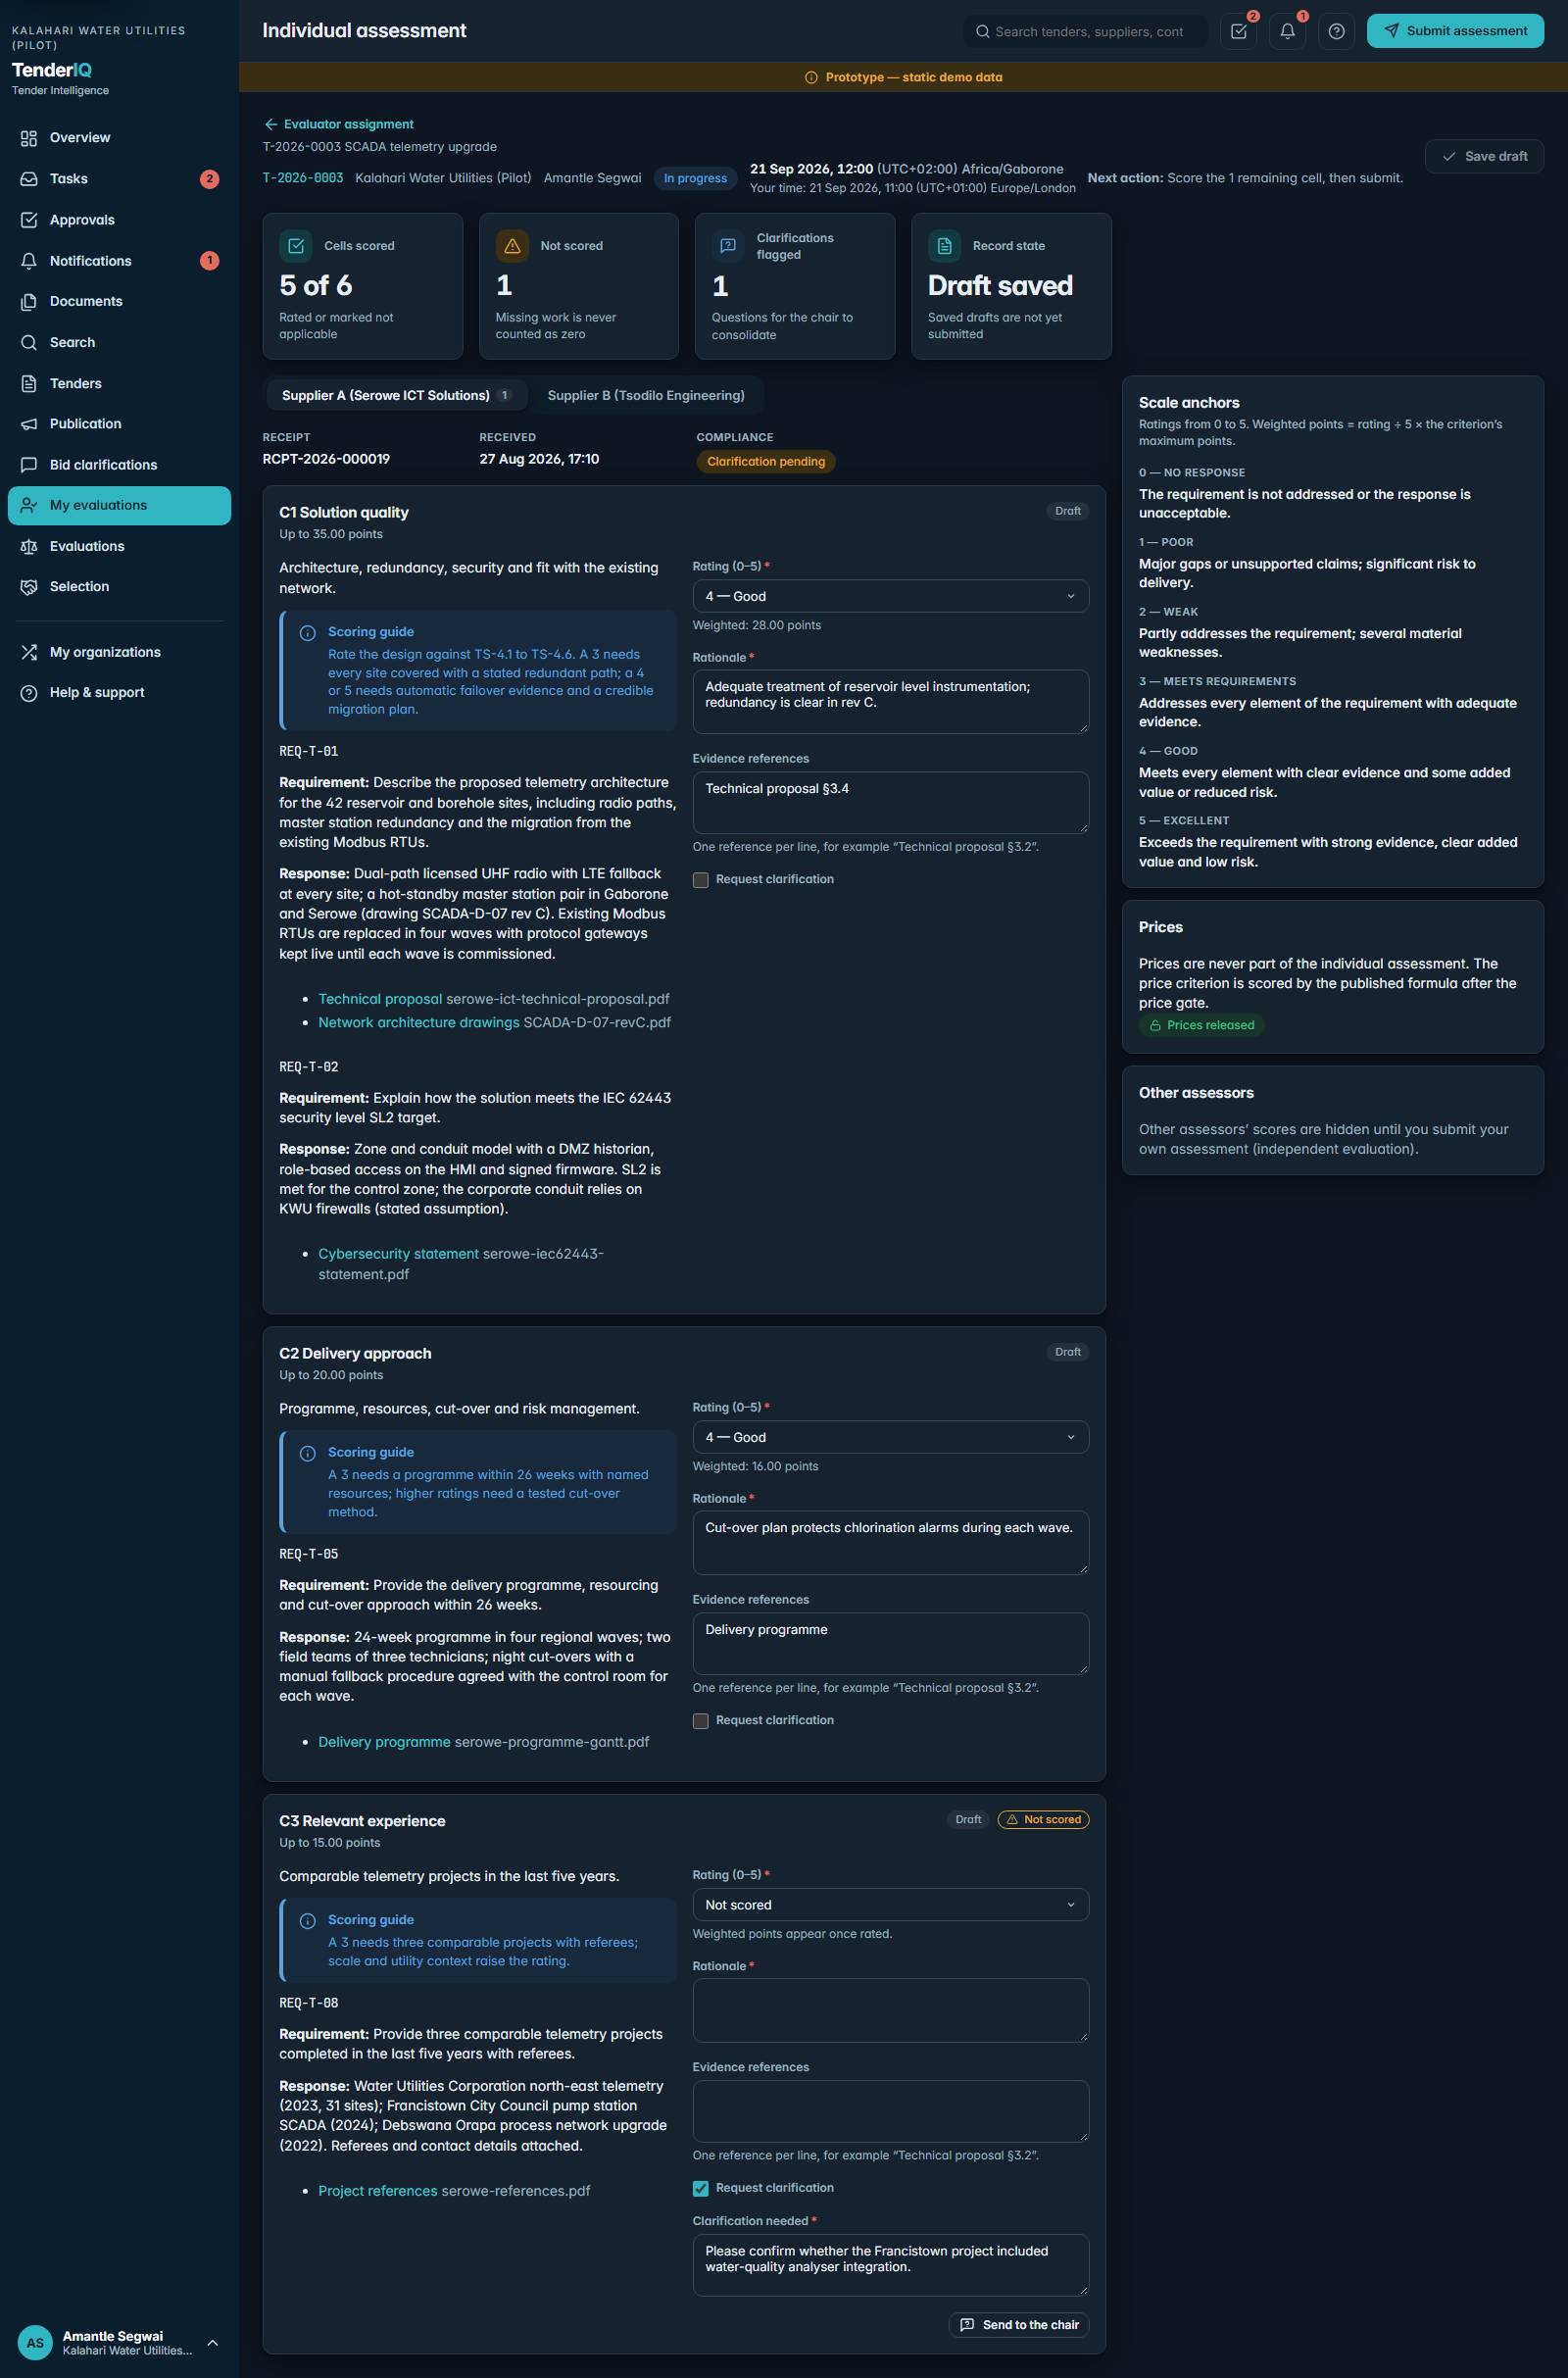 KALAHARI WATER UTILITIES
(PILOT)
TenderIQ
Tender Intelligence
Overview
Tasks 2
Approvals
Notifications 1
Documents
Search
Tenders
Publication
Bid clarifications
My evaluations
Evaluations
Selection
My organizations
Help & support
AS
Amantle Segwai
Kalahari Water Utilities...
Individual assessment
Search tenders, suppliers, cont
2
1
Submit assessment
Prototype — static demo data
Evaluator assignment
T-2026-0003 SCADA telemetry upgrade
T-2026-0003 Kalahari Water Utilities (Pilot) Amantle Segwai In progress
21 Sep 2026, 12:00 (UTC+02:00) Africa/Gaborone
Your time: 21 Sep 2026, 11:00 (UTC+01:00) Europe/London
Next action: Score the 1 remaining cell, then submit.
Save draft
Cells scored
5 of 6
Rated or marked not
applicable
Not scored
1
Missing work is never
counted as zero
Clarifications
flagged
1
Questions for the chair to
consolidate
Record state
Draft saved
Saved drafts are not yet
submitted
Supplier A (Serowe ICT Solutions) 1
Supplier B (Tsodilo Engineering)
RECEIPT
RCPT-2026-000019
RECEIVED
27 Aug 2026, 17:10
COMPLIANCE
Clarification pending
C1 Solution quality
Draft
Up to 35.00 points
Architecture, redundancy, security and fit with the existing
network.
Scoring guide
Rate the design against TS-4.1 to TS-4.6. A 3 needs
every site covered with a stated redundant path; a 4
or 5 needs automatic failover evidence and a credible
migration plan.
REQ-T-01
Requirement: Describe the proposed telemetry architecture
for the 42 reservoir and borehole sites, including radio paths,
master station redundancy and the migration from the
existing Modbus RTUs.
Response: Dual-path licensed UHF radio with LTE fallback
at every site; a hot-standby master station pair in Gaborone
and Serowe (drawing SCADA-D-07 rev C). Existing Modbus
RTUs are replaced in four waves with protocol gateways
kept live until each wave is commissioned.
• Technical proposal serowe-ict-technical-proposal.pdf
• Network architecture drawings SCADA-D-07-revC.pdf
REQ-T-02
Requirement: Explain how the solution meets the IEC 62443
security level SL2 target.
Response: Zone and conduit model with a DMZ historian,
role-based access on the HMI and signed firmware. SL2 is
met for the control zone; the corporate conduit relies on
KWU firewalls (stated assumption).
• Cybersecurity statement serowe-iec62443-
statement.pdf
Rating (0–5) *
4 — Good
Weighted: 28.00 points
Rationale *
Adequate treatment of reservoir level instrumentation;
redundancy is clear in rev C.
Evidence references
Technical proposal §3.4
One reference per line, for example “Technical proposal §3.2”.
Request clarification
C2 Delivery approach
Draft
Up to 20.00 points
Programme, resources, cut-over and risk management.
Scoring guide
A 3 needs a programme within 26 weeks with named
resources; higher ratings need a tested cut-over
method.
REQ-T-05
Requirement: Provide the delivery programme, resourcing
and cut-over approach within 26 weeks.
Response: 24-week programme in four regional waves; two
field teams of three technicians; night cut-overs with a
manual fallback procedure agreed with the control room for
each wave.
• Delivery programme serowe-programme-gantt.pdf
Rating (0–5) *
4 — Good
Weighted: 16.00 points
Rationale *
Cut-over plan protects chlorination alarms during each wave.
Evidence references
Delivery programme
One reference per line, for example “Technical proposal §3.2”.
Request clarification
C3 Relevant experience
Draft
Not scored
Up to 15.00 points
Comparable telemetry projects in the last five years.
Scoring guide
A 3 needs three comparable projects with referees;
scale and utility context raise the rating.
REQ-T-08
Requirement: Provide three comparable telemetry projects
completed in the last five years with referees.
Response: Water Utilities Corporation north-east telemetry
(2023, 31 sites); Francistown City Council pump station
SCADA (2024); Debswana Orapa process network upgrade
(2022). Referees and contact details attached.
• Project references serowe-references.pdf
Rating (0–5) *
Not scored
Weighted points appear once rated.
Rationale *
Evidence references
One reference per line, for example “Technical proposal §3.2”.
Request clarification
Clarification needed *
Please confirm whether the Francistown project included
water-quality analyser integration.
Send to the chair
Scale anchors
Ratings from 0 to 5. Weighted points = rating ÷ 5 × the criterion’s
maximum points.
0 — NO RESPONSE
The requirement is not addressed or the response is
unacceptable.
1 — POOR
Major gaps or unsupported claims; significant risk to
delivery.
2 — WEAK
Partly addresses the requirement; several material
weaknesses.
3 — MEETS REQUIREMENTS
Addresses every element of the requirement with adequate
evidence.
4 — GOOD
Meets every element with clear evidence and some added
value or reduced risk.
5 — EXCELLENT
Exceeds the requirement with strong evidence, clear added
value and low risk.
Prices
Prices are never part of the individual assessment. The
price criterion is scored by the published formula after the
price gate.
Prices released
Other assessors
Other assessors’ scores are hidden until you submit your
own assessment (independent evaluation).